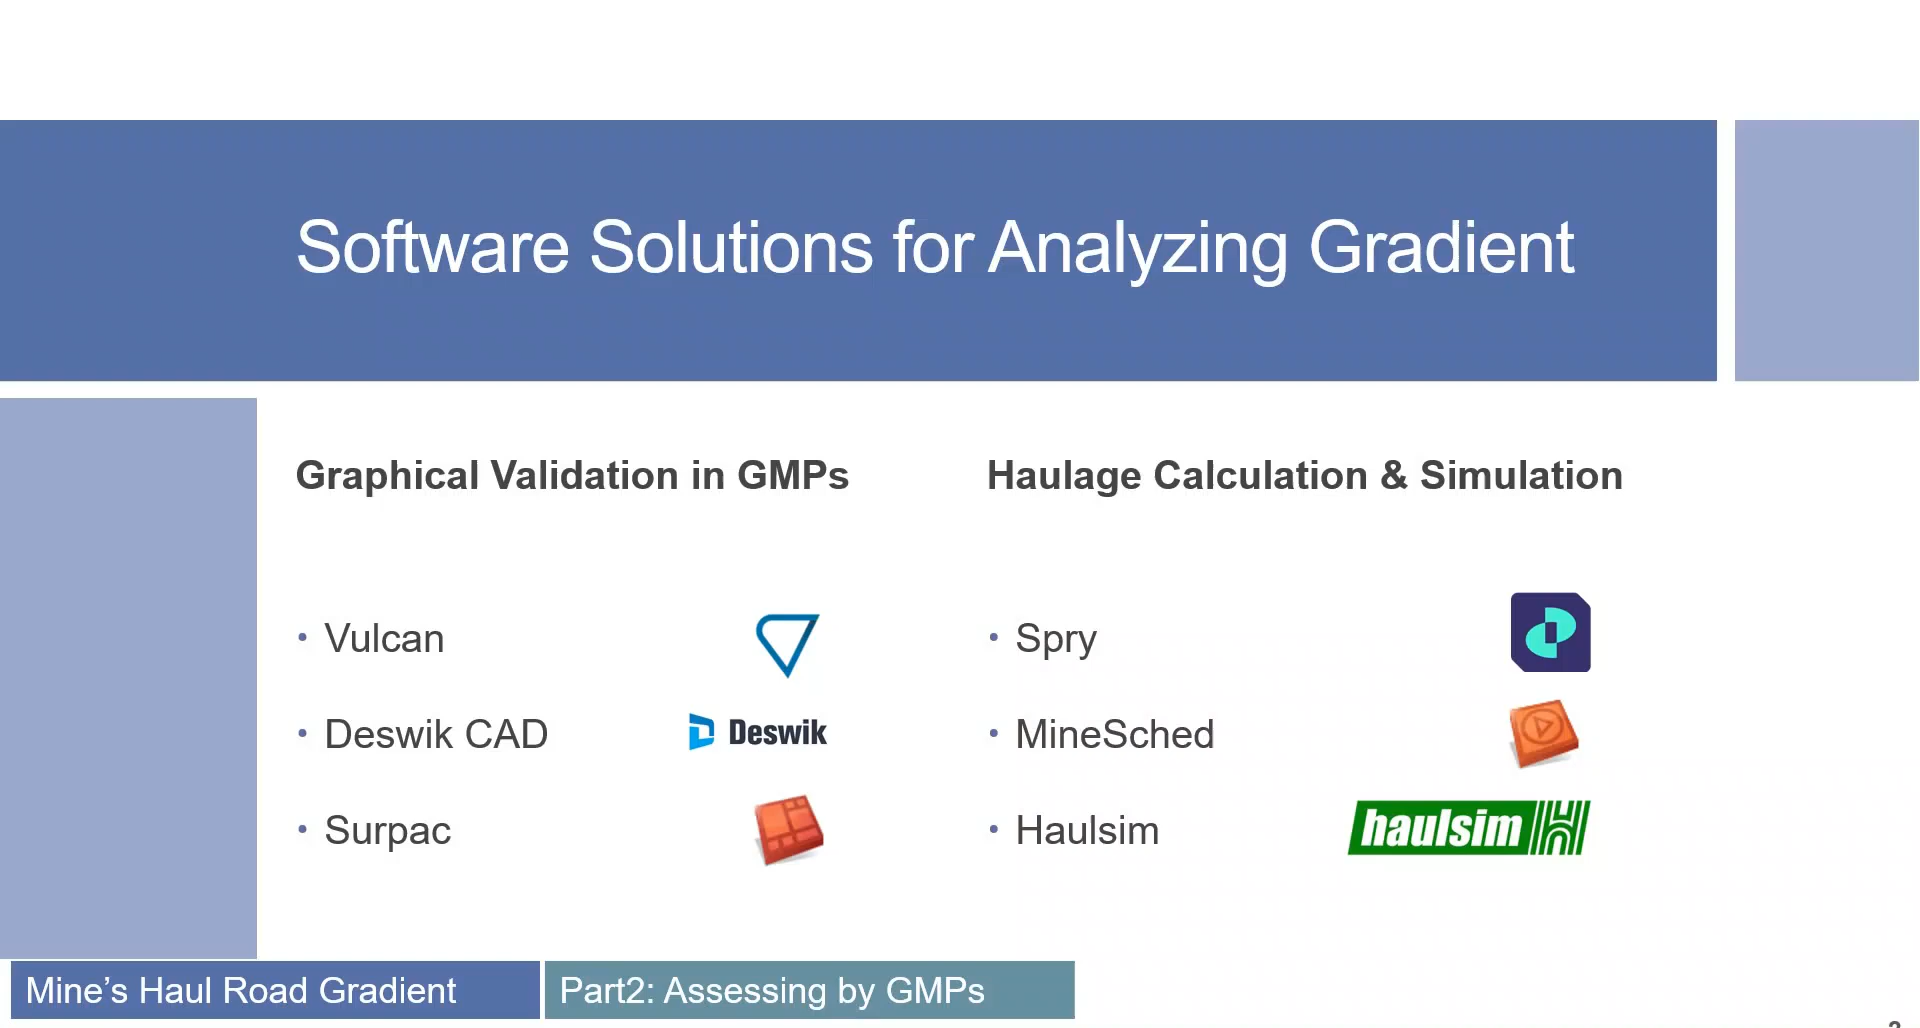 Software Solutions for Analyzing Gradient
Graphical Validation in GMPs
• Vulcan
• Deswik CAD
Deswik
• Surpac
Haulage Calculation & Simulation
• Spry
• MineSched
• Haulsim
haulsim
Mine’s Haul Road Gradient
Part2: Assessing by GMPs